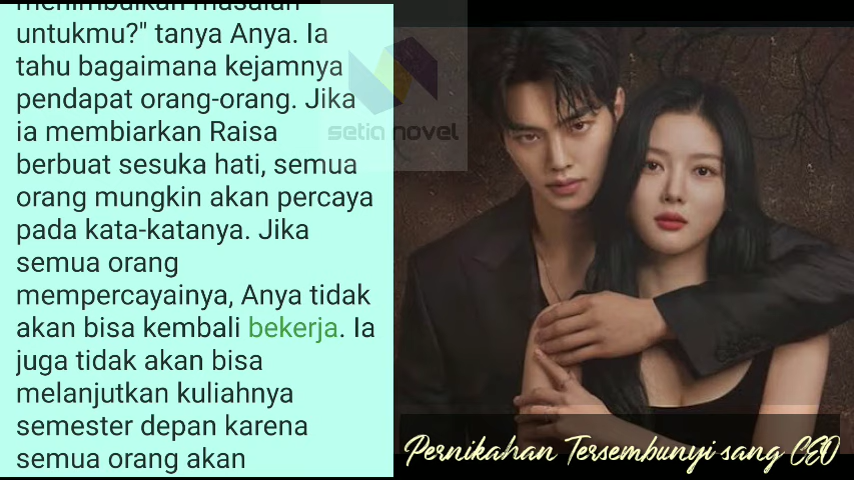 menimbulkan masalah
untukmu?" tanya Anya. Ia
tahu bagaimana kejamnya
pendapat orang-orang. Jika
ia membiarkan Raisa
berbuat sesuka hati, semua
orang mungkin akan percaya
pada kata-katanya. Jika
semua orang
mempercayainya, Anya tidak
akan bisa kembali bekerja. Ia
juga tidak akan bisa
melanjutkan kuliahnya
semester depan karena
semua orang akan
setia novel
Pernikahan Tersembunyi sang CEO